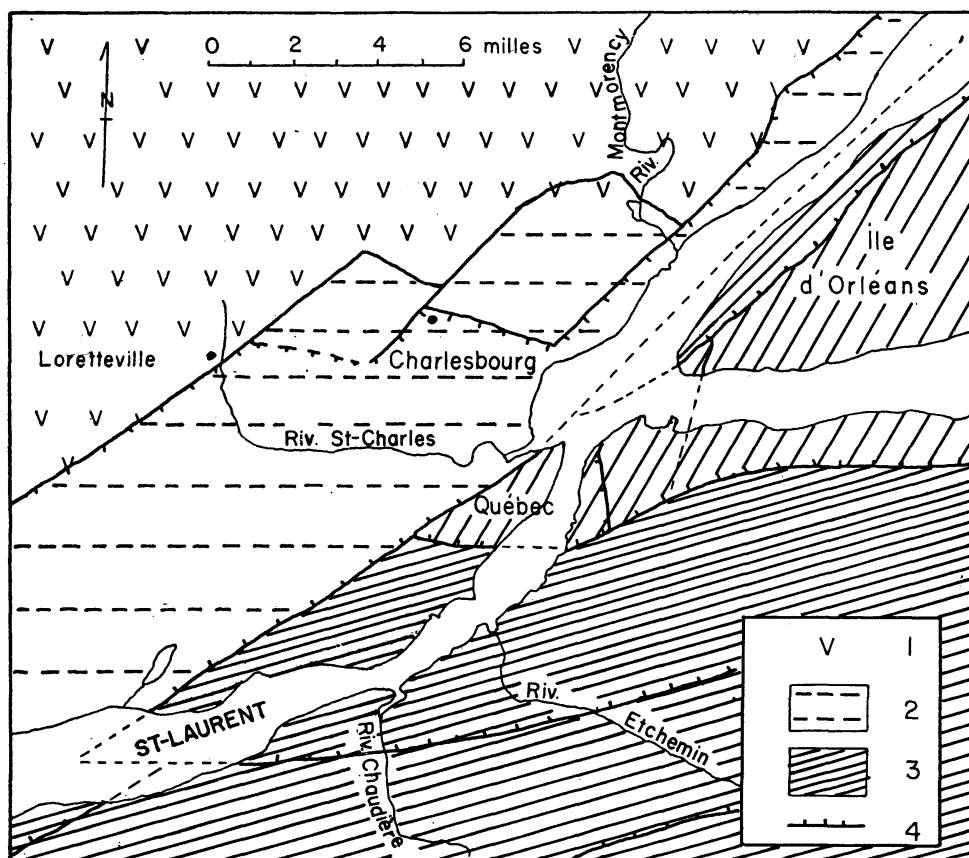 0 2 4 6 milles
N
Riv. Montmorency
Île
d'Orléans
Loretteville
Charlesbourg
Riv. St-Charles
Québec
ST-LAURENT
Riv. Etchemin
Riv. Chaudière
V 1
2
3
4